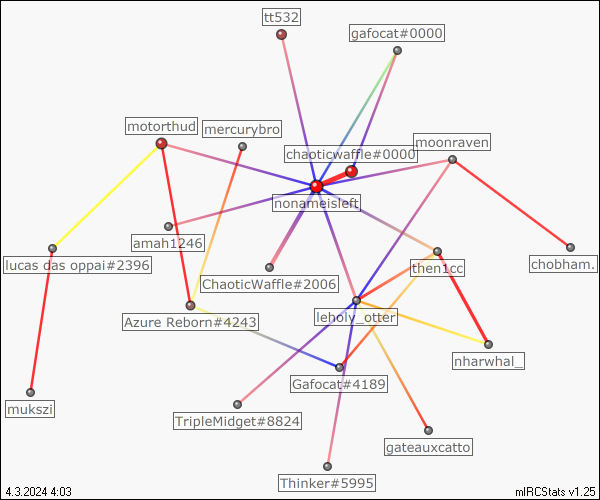 tt532
gafocat#0000
motorthud
mercurybro
moonraven
chaoticwaffle#0000
nonameisleft
amah1246
lucas das oppai#2396
then1cc
chobham.
ChaoticWaffle#2006
Azure Reborn#4243
leholy_otter
nharwhal_
Gafocat#4189
mukszi
TripleMidget#8824
gateauxcatto
Thinker#5995
4.3.2024 4:03
mIRCStats v1.25